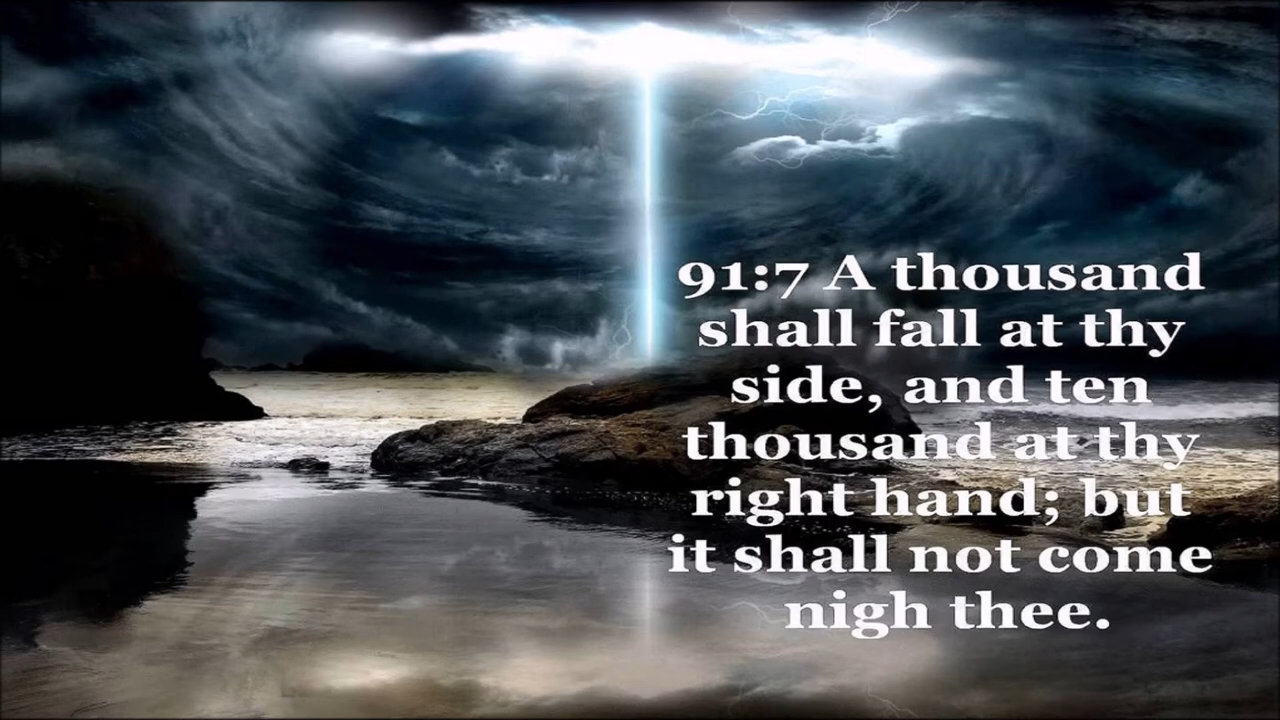 91:7 A thousand
shall fall at thy
side, and ten
thousand at thy
right hand; but
it shall not come
nigh thee.